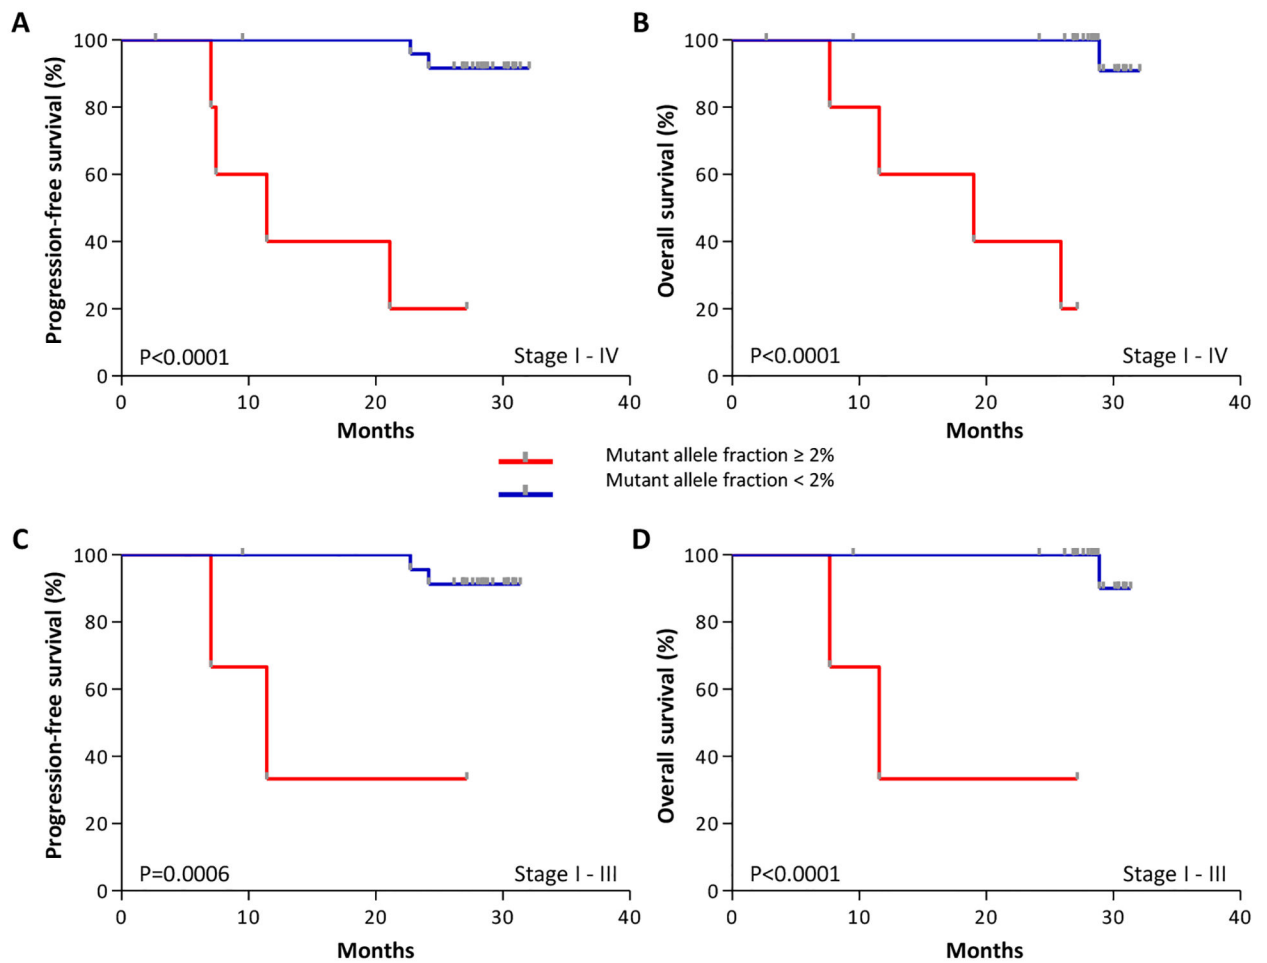 A
Progression-free survival (%)
100
80
60
40
20
0
P<0.0001
Stage I - IV
0 10 20 30 40
Months
B
Overall survival (%)
100
80
60
40
20
0
P<0.0001
Stage I - IV
0 10 20 30 40
Months
Mutant allele fraction ≥ 2%
Mutant allele fraction < 2%
C
Progression-free survival (%)
100
80
60
40
20
0
P=0.0006
Stage I - III
0 10 20 30 40
Months
D
Overall survival (%)
100
80
60
40
20
0
P<0.0001
Stage I - III
0 10 20 30 40
Months